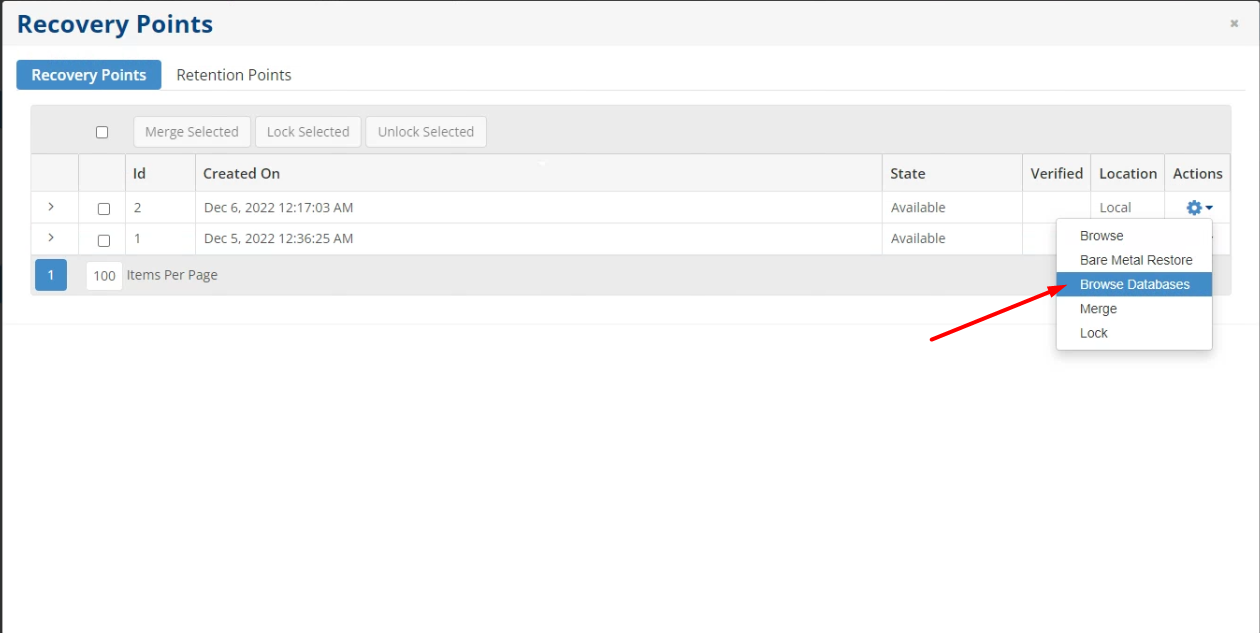 Recovery Points
Recovery Points Retention Points
Merge Selected Lock Selected Unlock Selected
Id Created On State Verified Location Actions
2 Dec 6, 2022 12:17:03 AM Available Local
1 Dec 5, 2022 12:36:25 AM Available
1 100 Items Per Page
Browse
Bare Metal Restore
Browse Databases
Merge
Lock